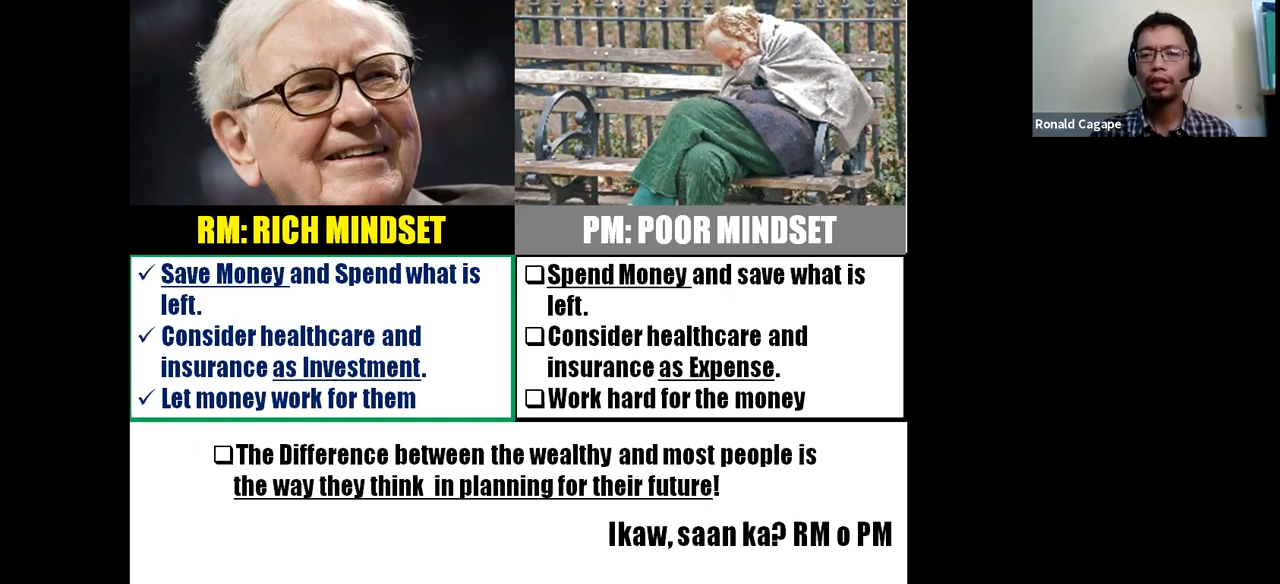 Ronald Cagape
RM: RICH MINDSET
PM: POOR MINDSET
Save Money and Spend what is
left.
Consider healthcare and
insurance as Investment.
Let money work for them
Spend Money and save what is
left.
Consider healthcare and
insurance as Expense.
Work hard for the money
The Difference between the wealthy and most people is
the way they think in planning for their future!
Ikaw, saan ka? RM o PM